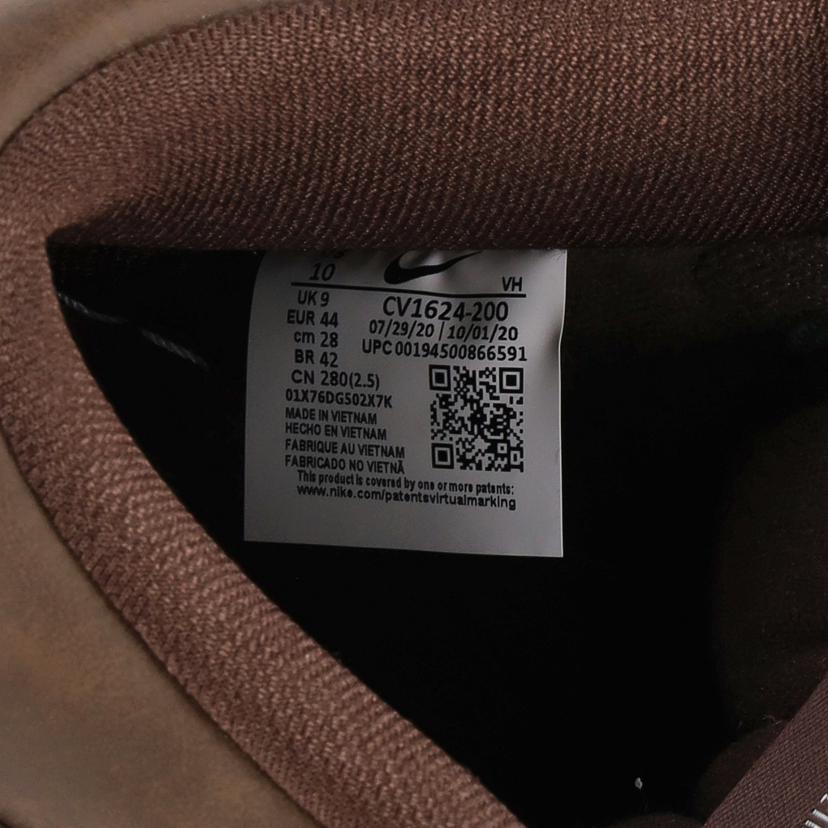 10
VH
UK 9
CV1624-200
EUR 44
07/29/20 | 10/01/20
cm 28
UPC 00194500866591
BR 42
CN 280(2.5)
01X76DG502X7K
MADE IN VIETNAM
HECHO EN VIETNAM
FABRIQUE AU VIETNAM
FABRICADO NO VIETNÃ
This product is covered by one or more patents:
www.nike.com/patentsvirtualmarking